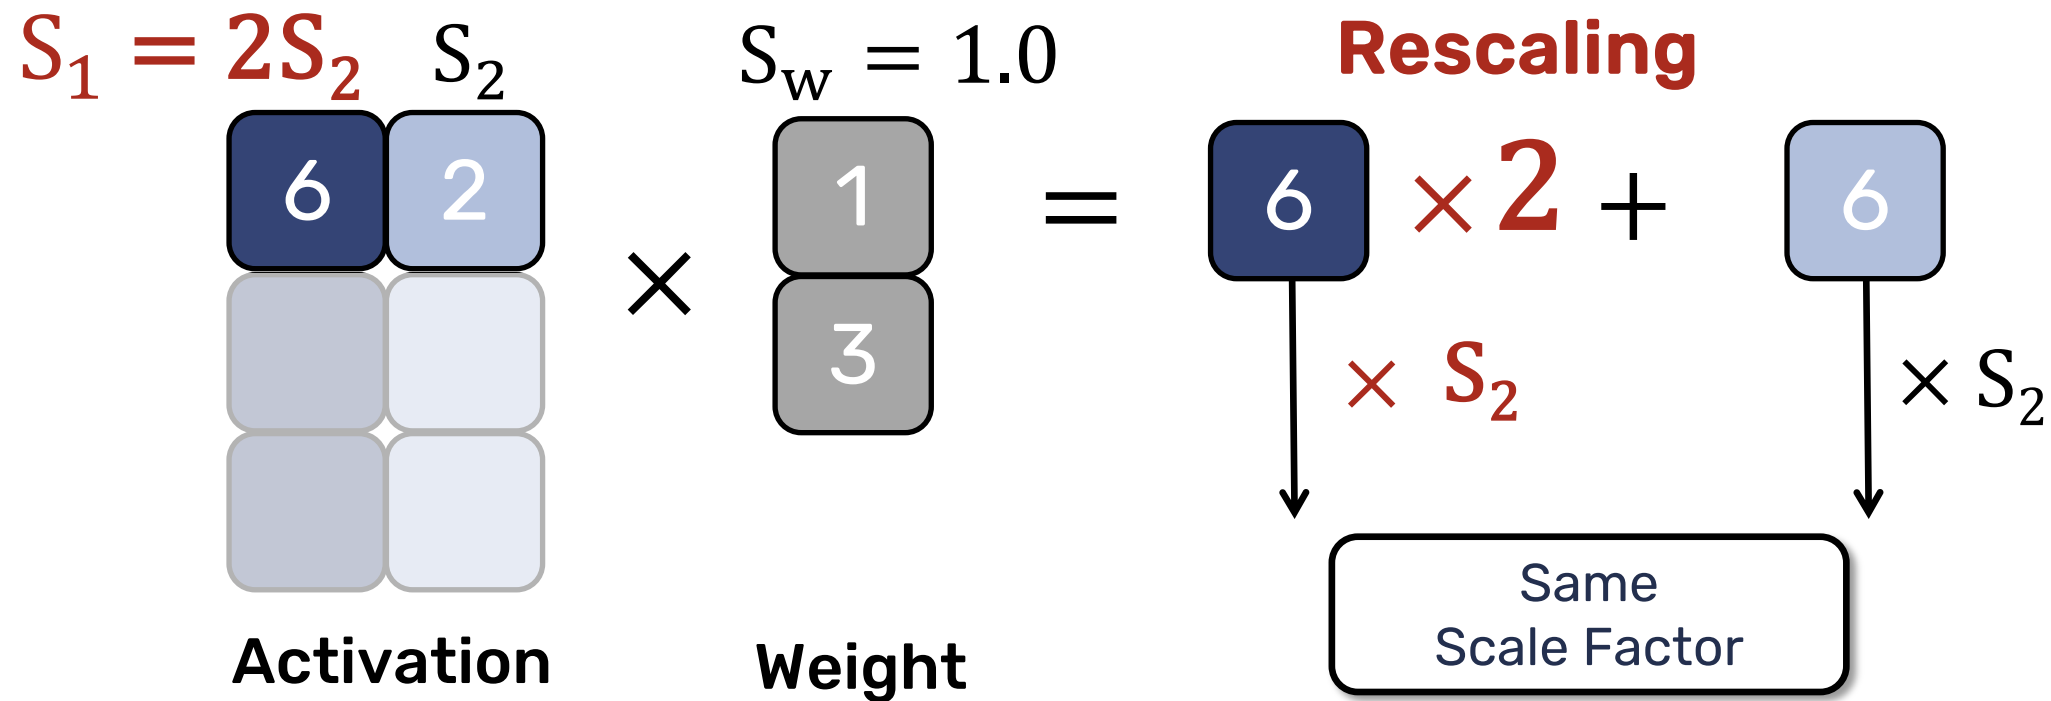 S₁ = 2S₂ S₂ S_w = 1.0 Rescaling
6 2 1 = 6 × 2 + 6
×
3 × S₂ × S₂
Same
Scale Factor
Activation Weight